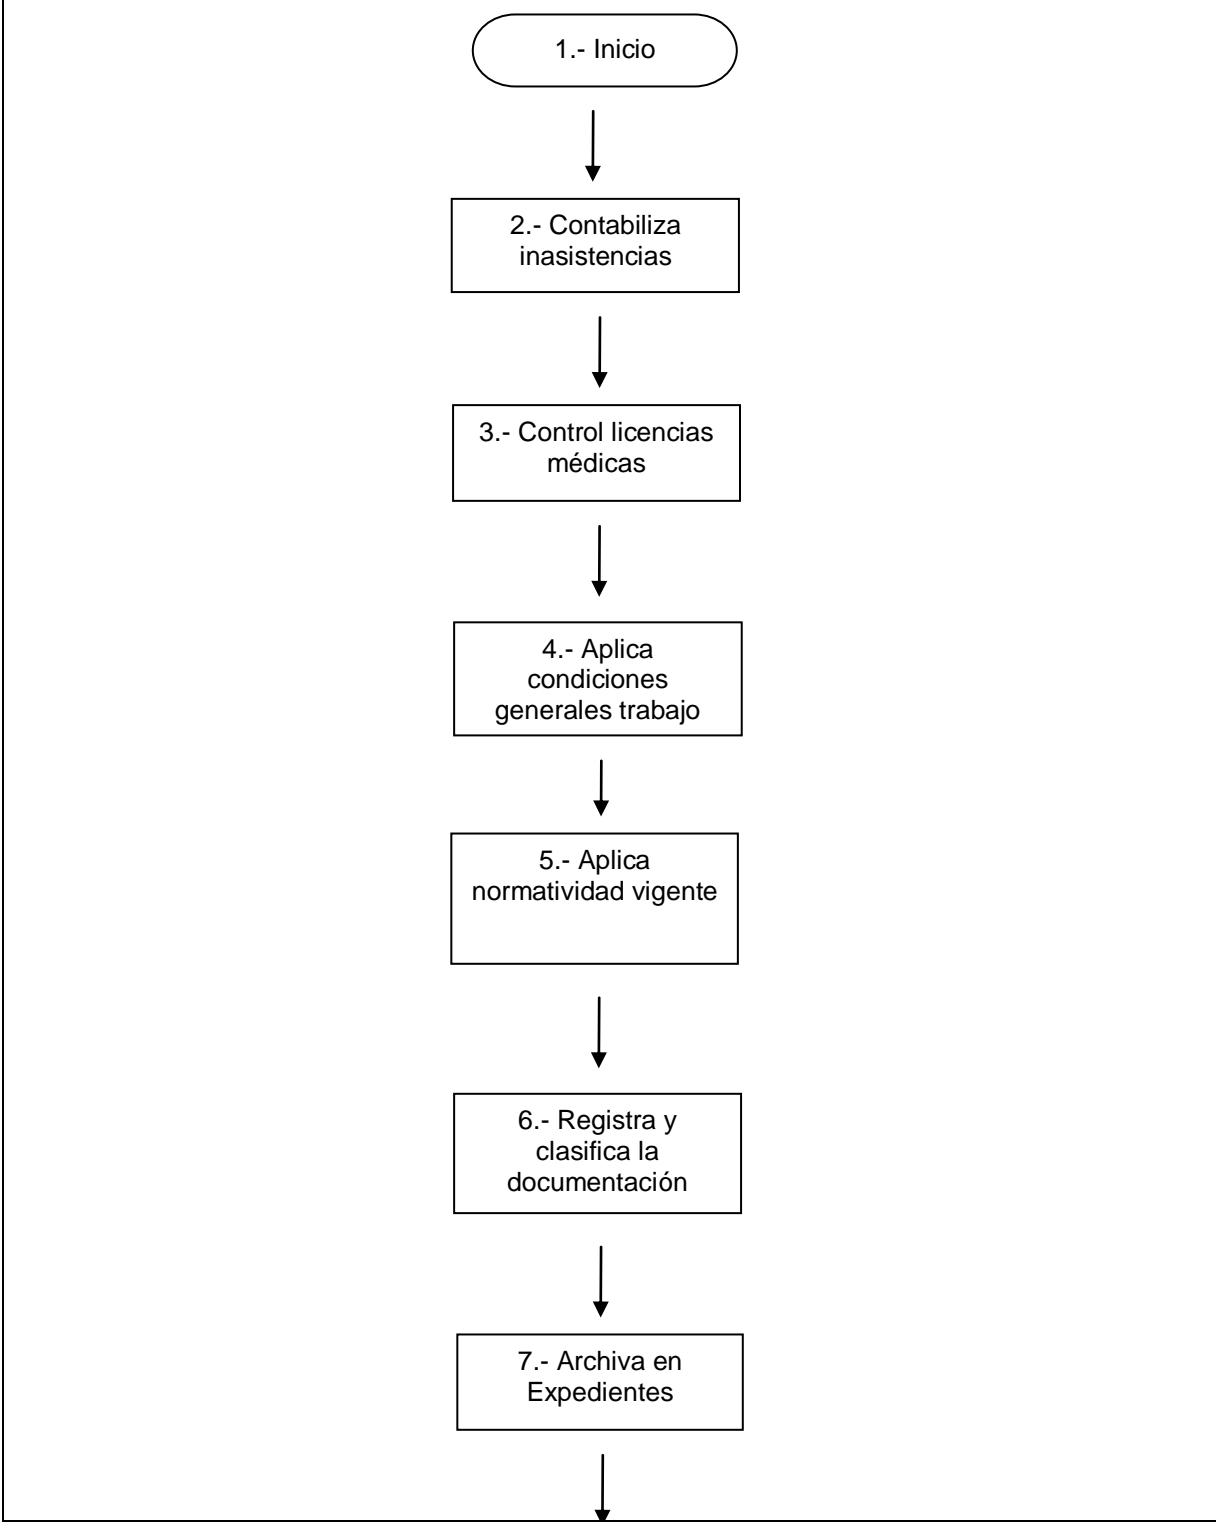 1.- Inicio
2.- Contabiliza
inasistencias
3.- Control licencias
médicas
4.- Aplica
condiciones
generales trabajo
5.- Aplica
normatividad vigente
6.- Registra y
clasifica la
documentación
7.- Archiva en
Expedientes